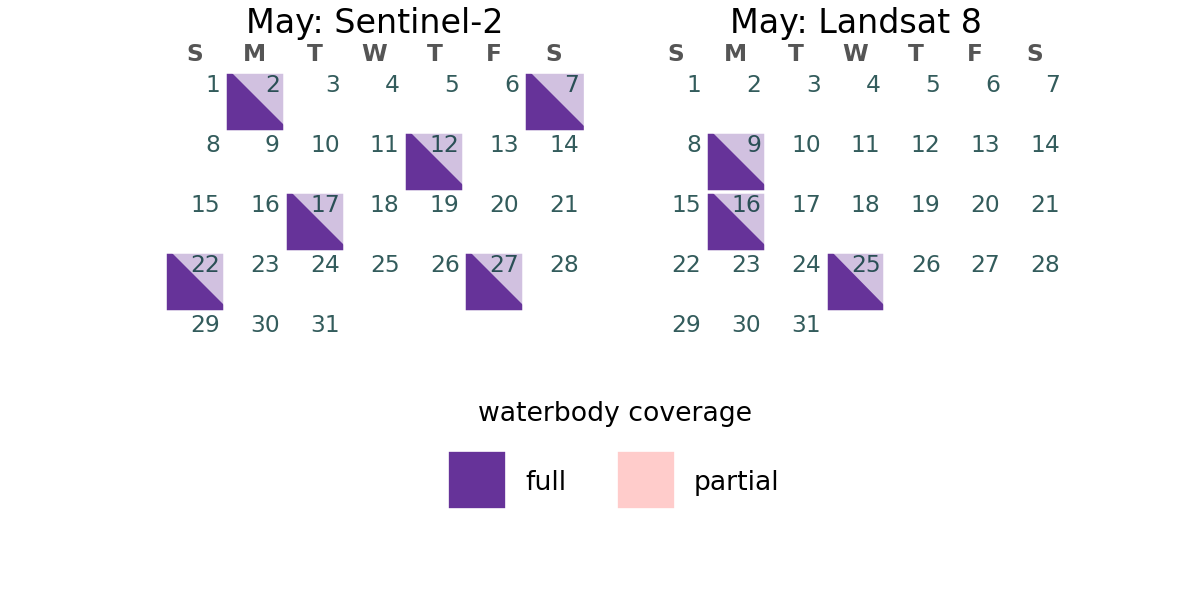 May: Sentinel-2
S M T W T F S
1 2 3 4 5 6 7
8 9 10 11 12 13 14
15 16 17 18 19 20 21
22 23 24 25 26 27 28
29 30 31
May: Landsat 8
S M T W T F S
1 2 3 4 5 6 7
8 9 10 11 12 13 14
15 16 17 18 19 20 21
22 23 24 25 26 27 28
29 30 31
waterbody coverage
full
partial